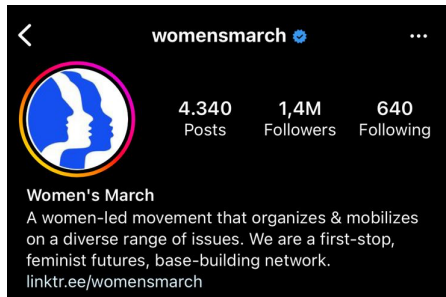 womensmarch
4.340 1,4M 640
Posts Followers Following
Women's March
A women-led movement that organizes & mobilizes
on a diverse range of issues. We are a first-stop,
feminist futures, base-building network.
linktr.ee/womensmarch